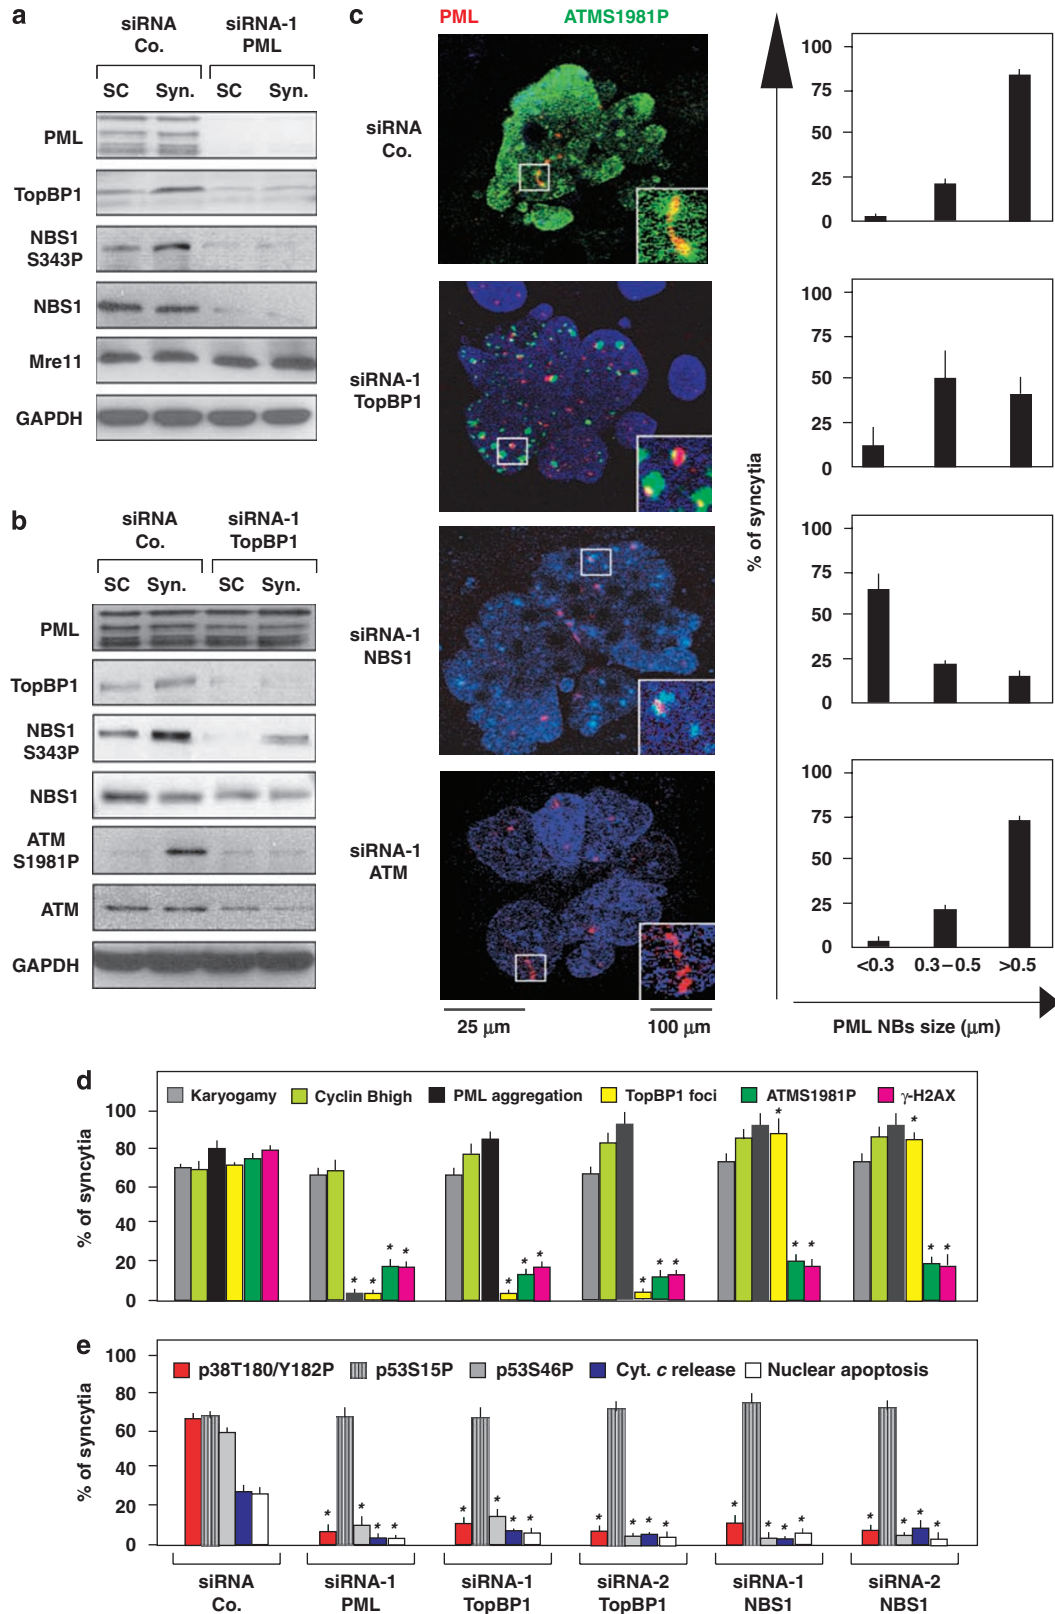 a
siRNA Co.
siRNA-1 PML
SC Syn. SC Syn.
PML
TopBP1
NBS1 S343P
NBS1
Mre11
GAPDH
b
siRNA Co.
siRNA-1 TopBP1
SC Syn. SC Syn.
PML
TopBP1
NBS1 S343P
NBS1
ATM S1981P
ATM
GAPDH
c
PML ATMS1981P
siRNA Co.
siRNA-1 TopBP1
siRNA-1 NBS1
siRNA-1 ATM
25 μm 100 μm
% of syncytia
100
75
50
25
0
100
75
50
25
0
100
75
50
25
0
100
75
50
25
0
<0.3 0.3–0.5 >0.5
PML NBs size (μm)
d
Karyogamy Cyclin Bhigh PML aggregation TopBP1 foci ATMS1981P γ-H2AX
% of syncytia
100
80
60
40
20
0
* * * *
* * *
* * *
* * *
* * *
e
p38T180/Y182P p53S15P p53S46P Cyt. c release Nuclear apoptosis
% of syncytia
100
80
60
40
20
0
* * * *
* * * *
* * * *
* * * *
* * * *
siRNA Co.
siRNA-1 PML
siRNA-1 TopBP1
siRNA-2 TopBP1
siRNA-1 NBS1
siRNA-2 NBS1